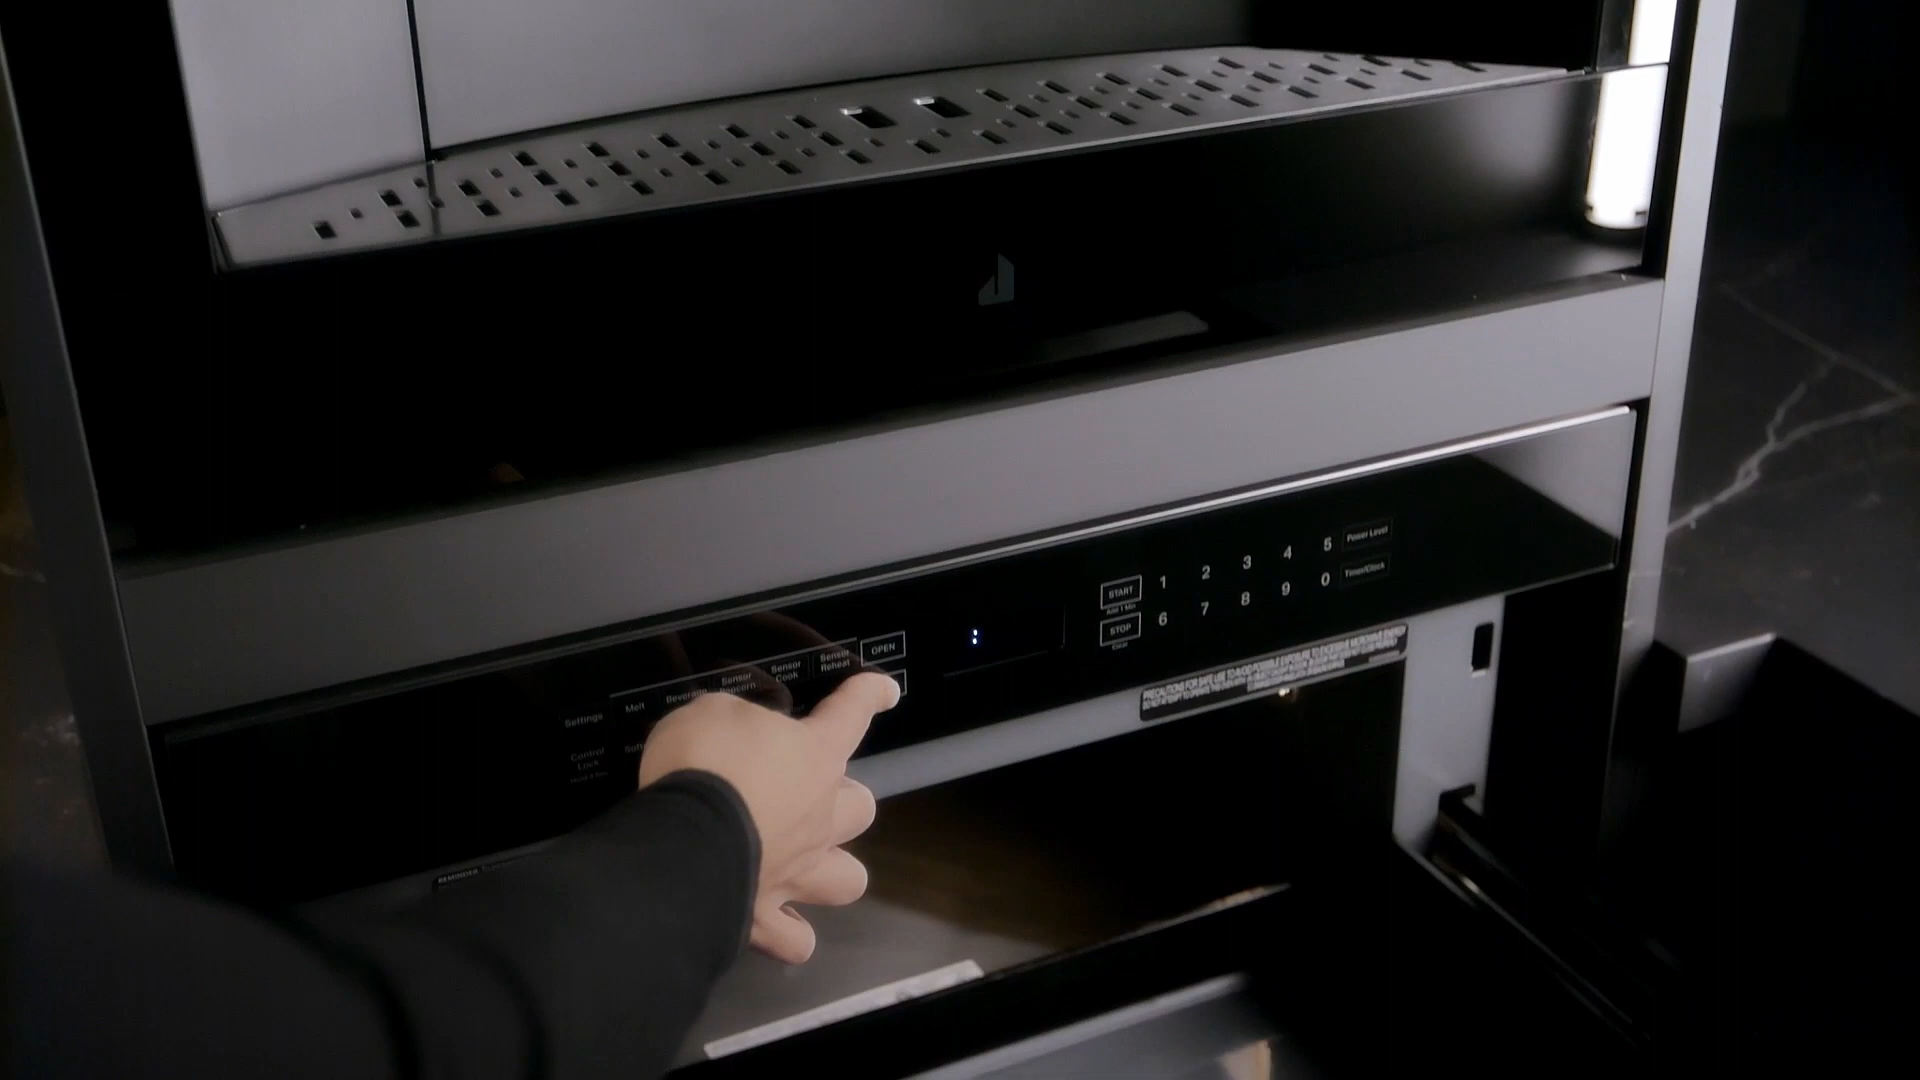 OPEN
START
Add 1 Min
STOP
Clear
1 2 3 4 5
6 7 8 9 0
Power Level
Timer/Clock
Settings
Melt
Beverage
Sensor
Popcorn
Sensor
Cook
Sensor
Reheat
Control
Lock
PRECAUTIONS FOR SAFE USE TO AVOID POSSIBLE EXPOSURE TO EXCESSIVE MICROWAVE ENERGY
REMINDER